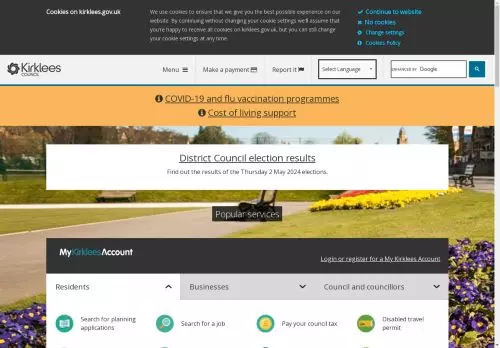 Cookies on kirklees.gov.uk
We use cookies to ensure that we give you the best possible experience on our
website. By continuing without changing your cookie settings we'll assume that
you're happy to receive all cookies on kirklees.gov.uk, but you can still change
your cookie settings at any time.
Continue to website
No cookies
Change settings
Cookies Policy
Kirklees
COUNCIL
Menu
Make a payment
Report it
Select Language
ENHANCED BY Google
COVID-19 and flu vaccination programmes
Cost of living support
District Council election results
Find out the results of the Thursday 2 May 2024 elections.
Popular services
MyKirkleesAccount
Login or register for a My Kirklees Account
Residents
Businesses
Council and councillors
Search for planning
applications
Search for a job
Pay your council tax
Disabled travel
permit